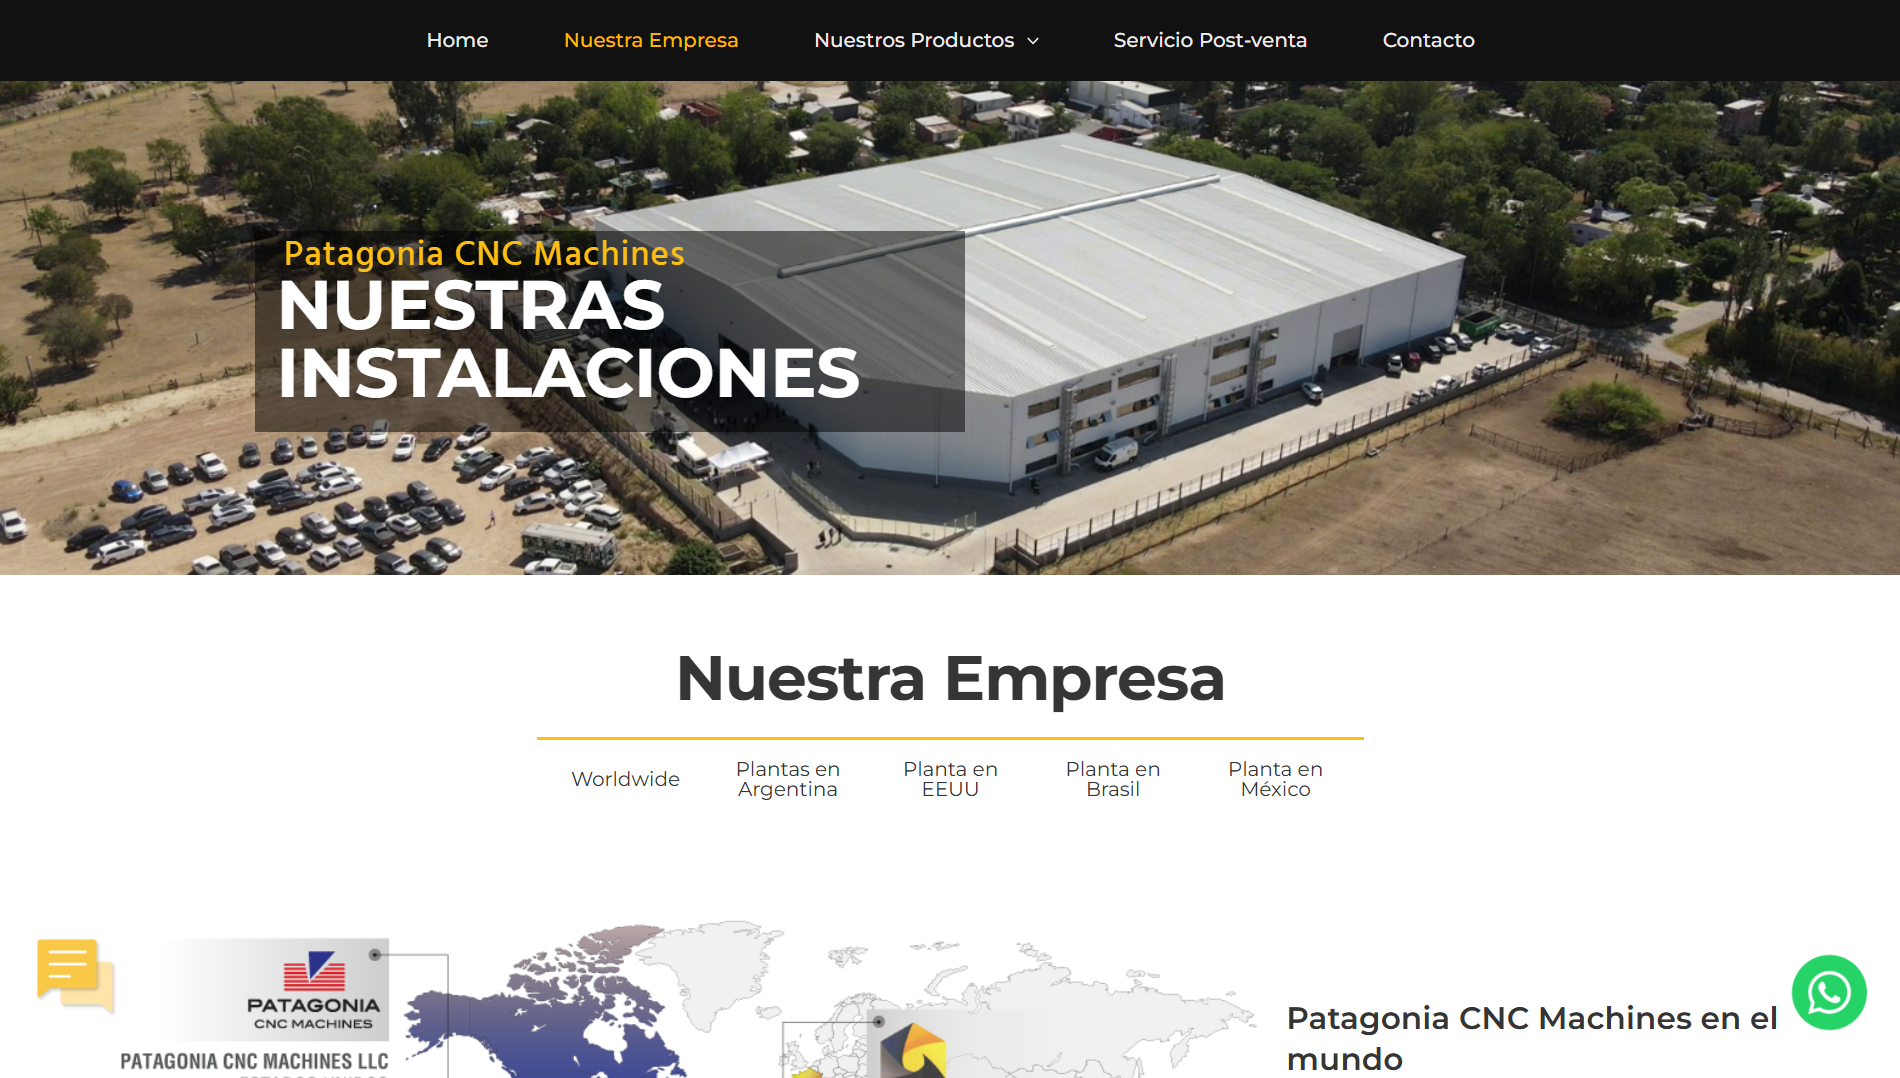 Home
Nuestra Empresa
Nuestros Productos
Servicio Post-venta
Contacto
Patagonia CNC Machines
NUESTRAS
INSTALACIONES
Nuestra Empresa
Worldwide
Plantas en
Argentina
Planta en
EEUU
Planta en
Brasil
Planta en
México
PATAGONIA
CNC MACHINES
PATAGONIA CNC MACHINES LLC
Patagonia CNC Machines en el
mundo